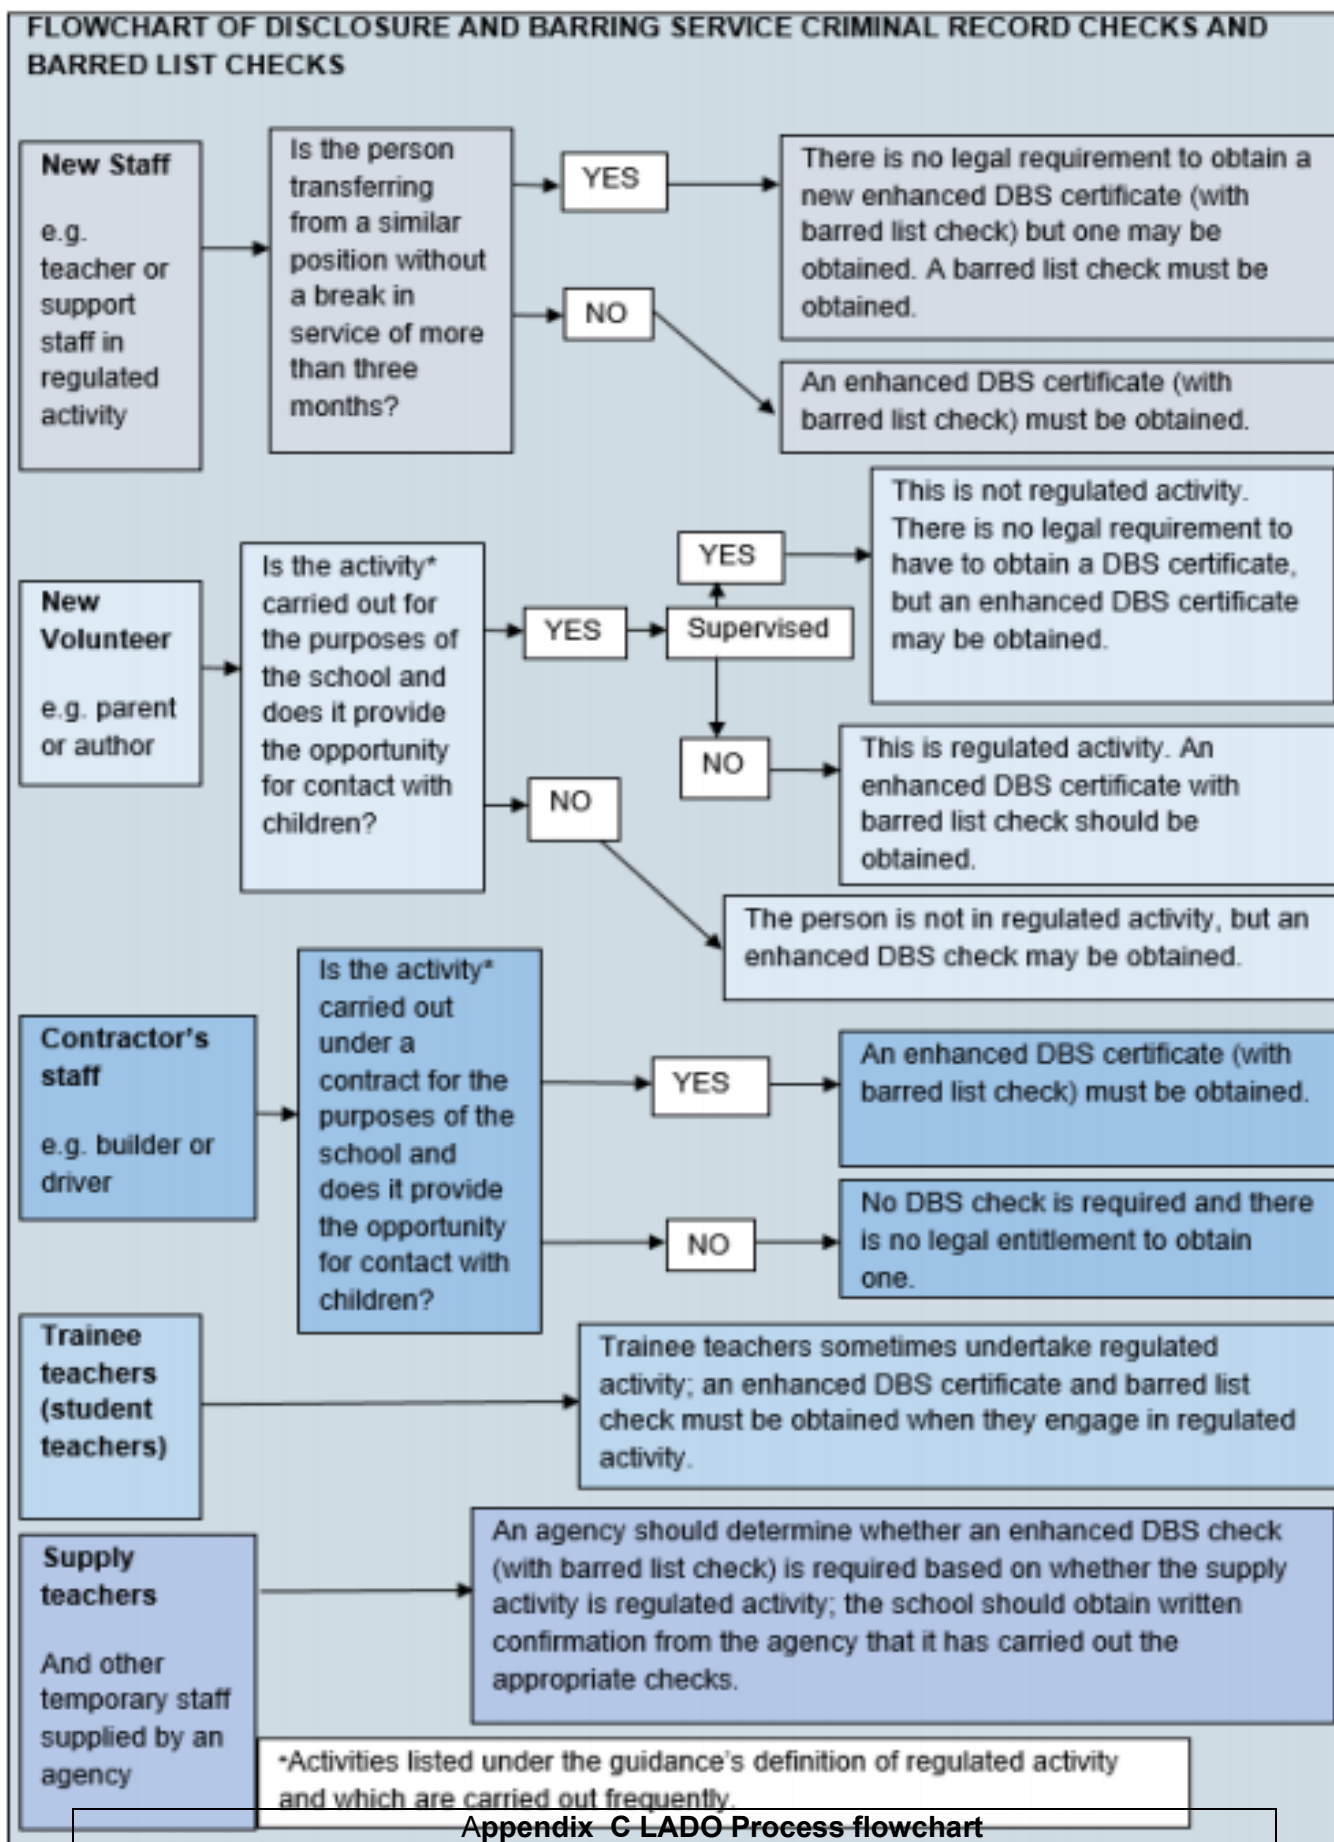 FLOWCHART OF DISCLOSURE AND BARRING SERVICE CRIMINAL RECORD CHECKS AND
BARRED LIST CHECKS
New Staff
e.g.
teacher or
support
staff in
regulated
activity
Is the person
transferring
from a similar
position without
a break in
service of more
than three
months?
YES
There is no legal requirement to obtain a
new enhanced DBS certificate (with
barred list check) but one may be
obtained. A barred list check must be
obtained.
NO
An enhanced DBS certificate (with
barred list check) must be obtained.
New
Volunteer
e.g. parent
or author
Is the activity*
carried out for
the purposes of
the school and
does it provide
the opportunity
for contact with
children?
YES
Supervised
YES
This is not regulated activity.
There is no legal requirement to
have to obtain a DBS certificate,
but an enhanced DBS certificate
may be obtained.
NO
This is regulated activity. An
enhanced DBS certificate with
barred list check should be
obtained.
NO
The person is not in regulated activity, but an
enhanced DBS check may be obtained.
Contractor's
staff
e.g. builder or
driver
Is the activity*
carried out
under a
contract for the
purposes of the
school and
does it provide
the opportunity
for contact with
children?
YES
An enhanced DBS certificate (with
barred list check) must be obtained.
NO
No DBS check is required and there
is no legal entitlement to obtain
one.
Trainee
teachers
(student
teachers)
Trainee teachers sometimes undertake regulated
activity; an enhanced DBS certificate and barred list
check must be obtained when they engage in regulated
activity.
Supply
teachers
And other
temporary staff
supplied by an
agency
An agency should determine whether an enhanced DBS check
(with barred list check) is required based on whether the supply
activity is regulated activity; the school should obtain written
confirmation from the agency that it has carried out the
appropriate checks.
*Activities listed under the guidance's definition of regulated activity
and which are carried out frequently.
Appendix C LADO Process flowchart